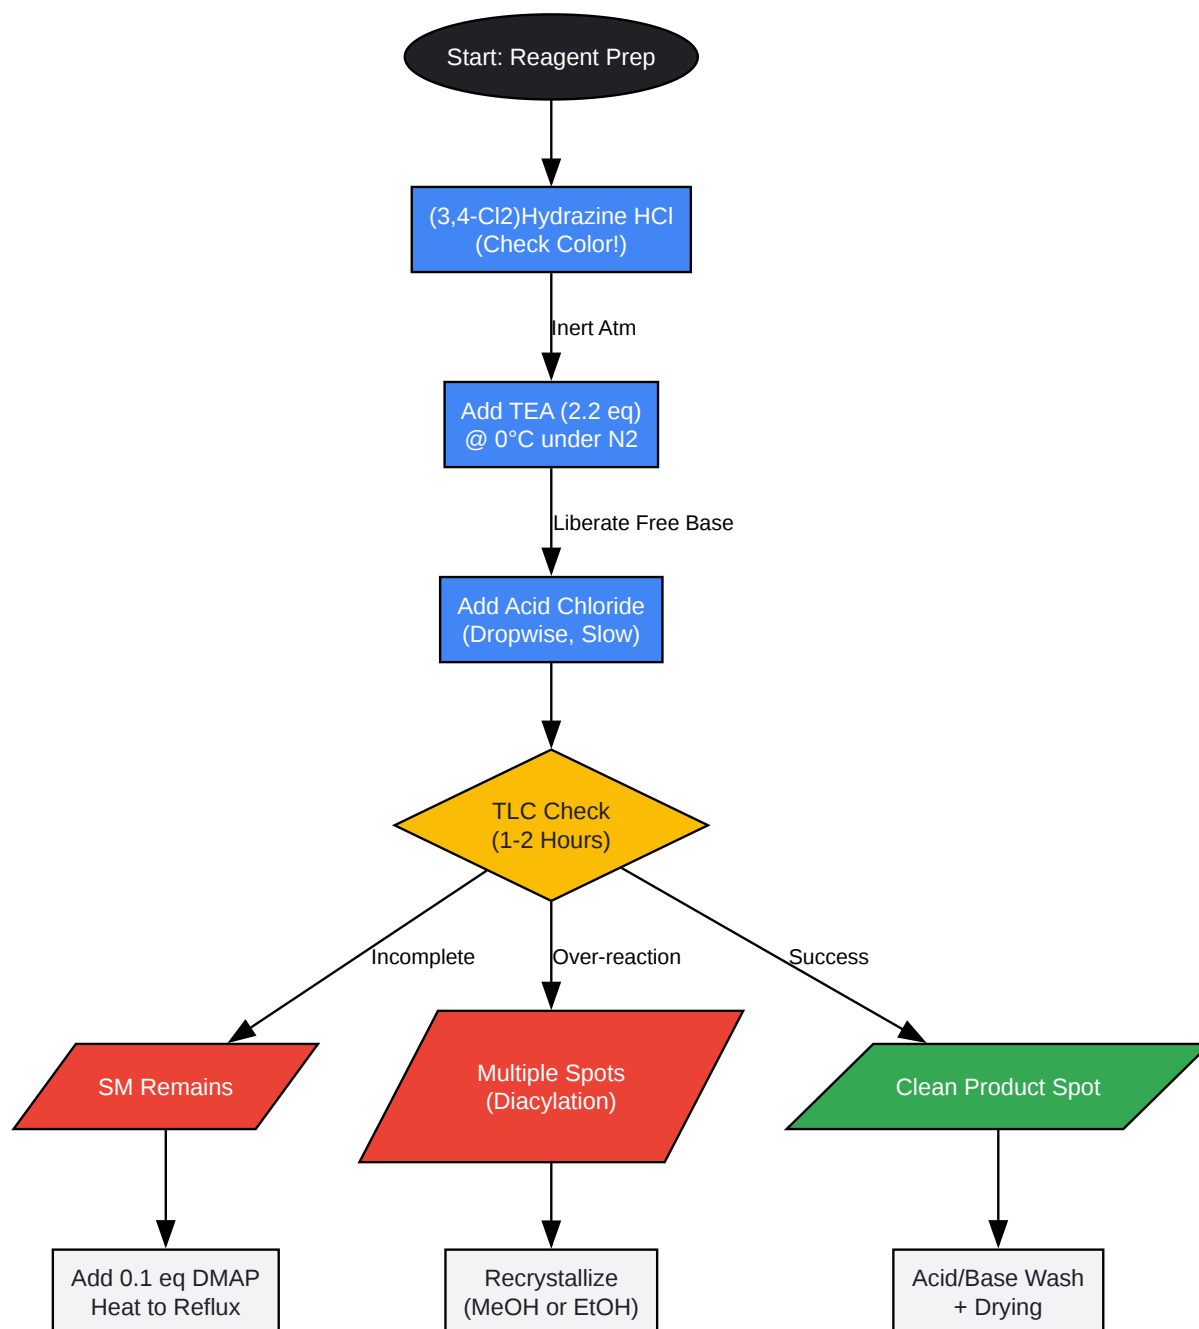 Start: Reagent Prep
(3,4-Cl2)Hydrazine HCl
(Check Color!)
Inert Atm
Add TEA (2.2 eq)
@ 0°C under N2
Liberate Free Base
Add Acid Chloride
(Dropwise, Slow)
TLC Check
(1-2 Hours)
Incomplete
Over-reaction
Success
SM Remains
Multiple Spots
(Diacylation)
Clean Product Spot
Add 0.1 eq DMAP
Heat to Reflux
Recrystallize
(MeOH or EtOH)
Acid/Base Wash
+ Drying